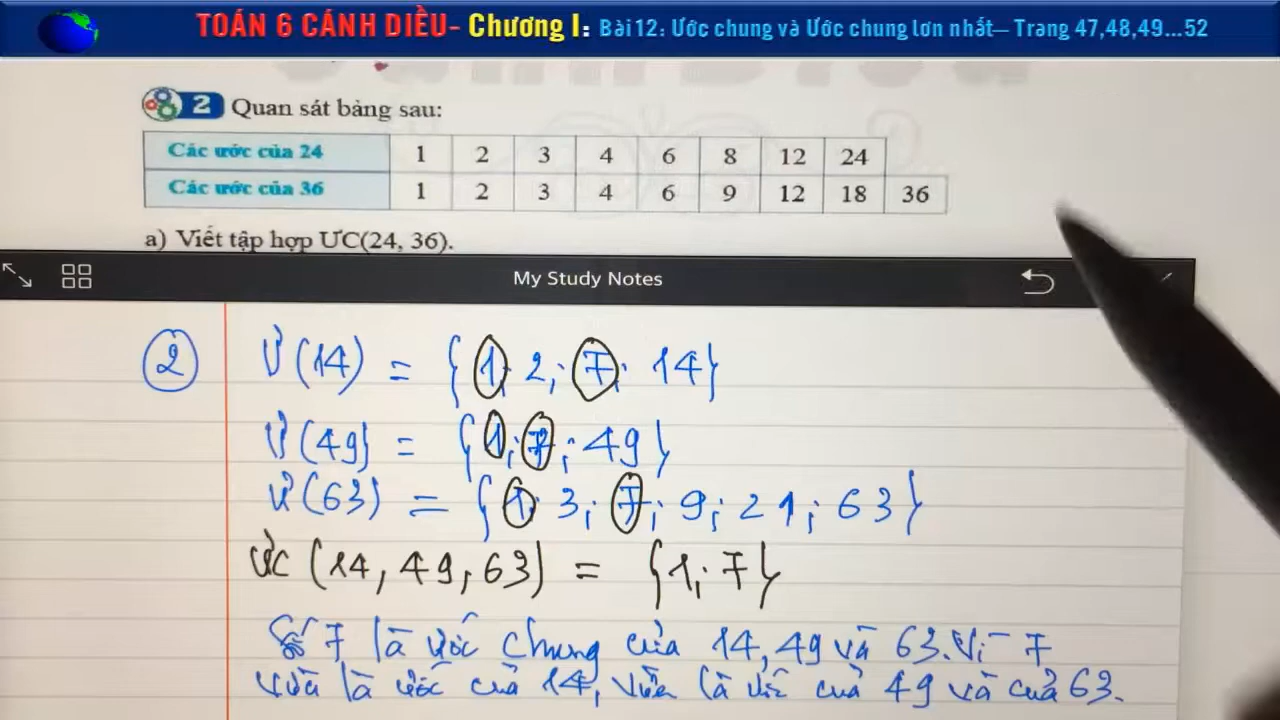 TOÁN 6 CÁNH DIỀU- Chương I: Bài 12: Ước chung và Ước chung lớn nhất– Trang 47,48,49...52
2 Quan sát bảng sau:
Các ước của 24 1 2 3 4 6 8 12 24
Các ước của 36 1 2 3 4 6 9 12 18 36
a) Viết tập hợp ƯC(24, 36).
My Study Notes
2 Ư(14) = {1; 2; 7; 14}
Ư(49) = {1; 7; 49}
Ư(63) = {1; 3; 7; 9; 21; 63}
ƯC (14, 49, 63) = {1; 7}
Số 7 là ước chung của 14, 49 và 63. Vì 7
vừa là ước của 14, vừa là ước của 49 và của 63.